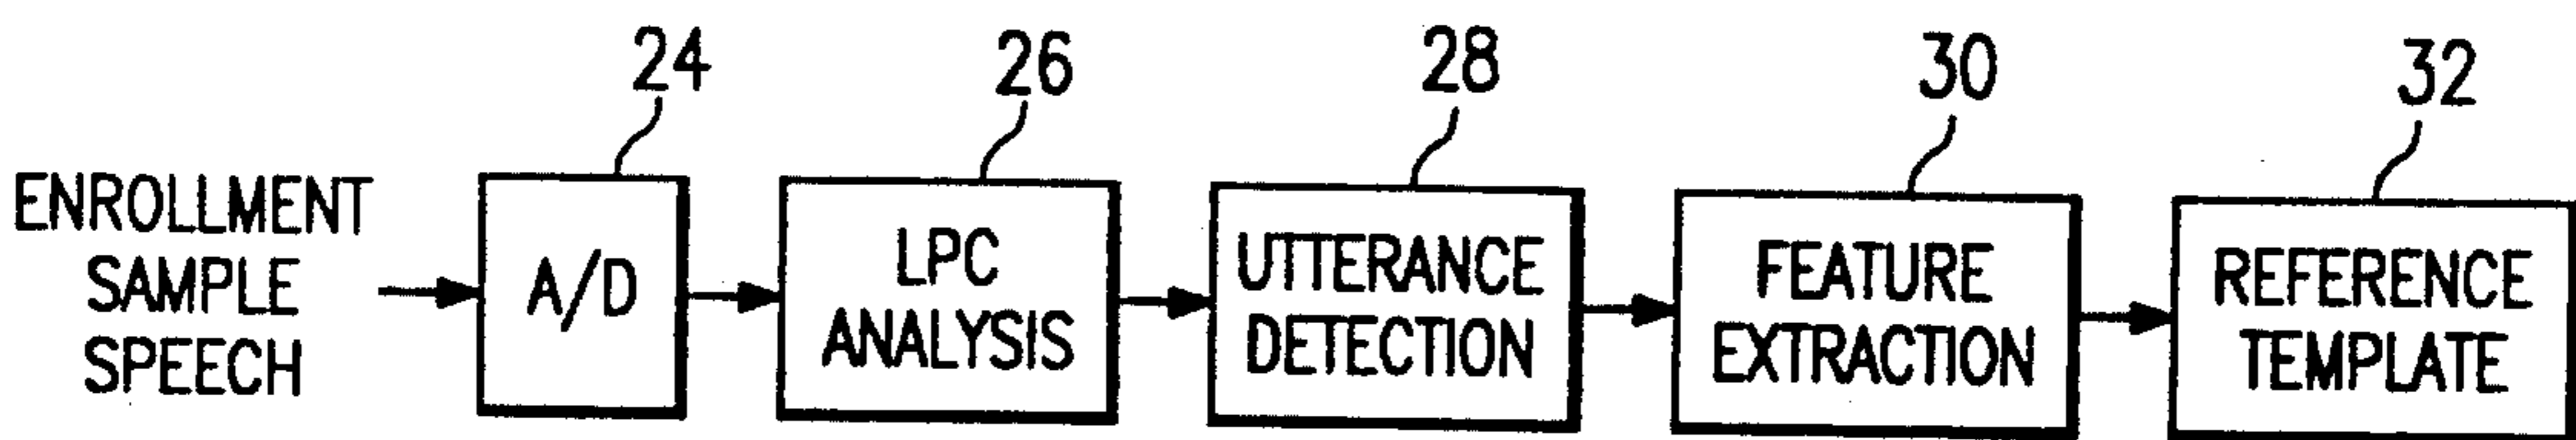 24
26
28
30
32
ENROLLMENT
SAMPLE
SPEECH
A/D
LPC
ANALYSIS
UTTERANCE
DETECTION
FEATURE
EXTRACTION
REFERENCE
TEMPLATE